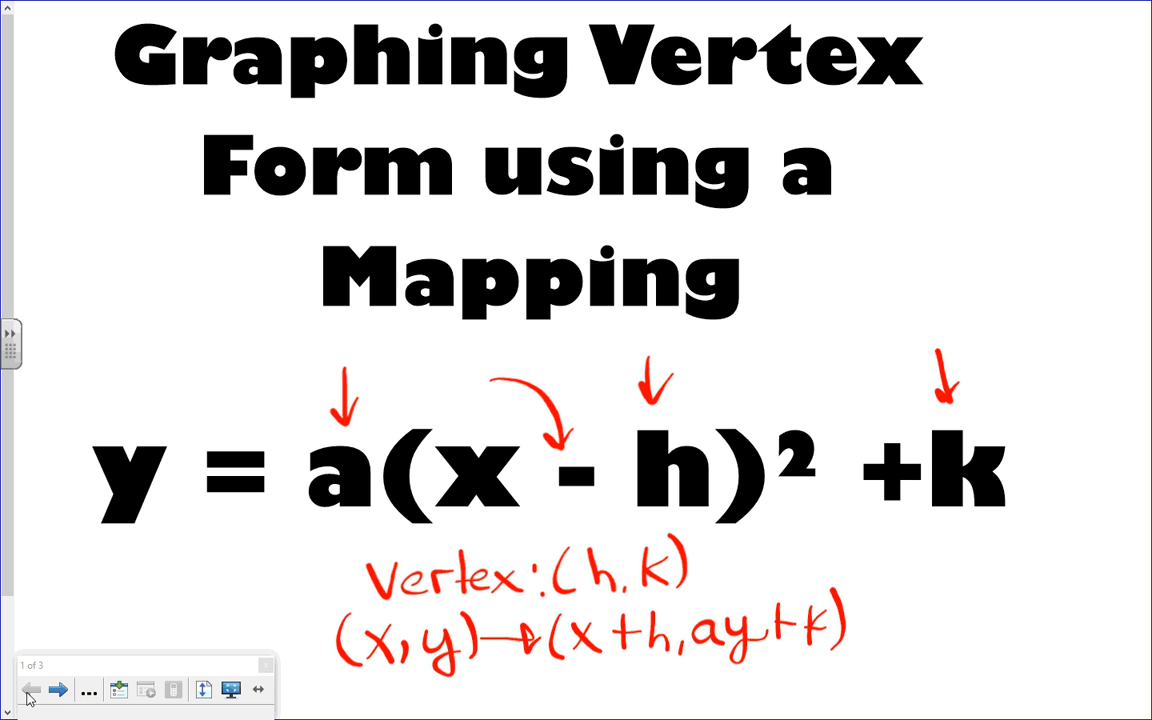 Graphing Vertex
Form using a
Mapping
y = a(x - h)² +k
Vertex: (h, k)
(x, y) → (x + h, ay + k)
1 of 3